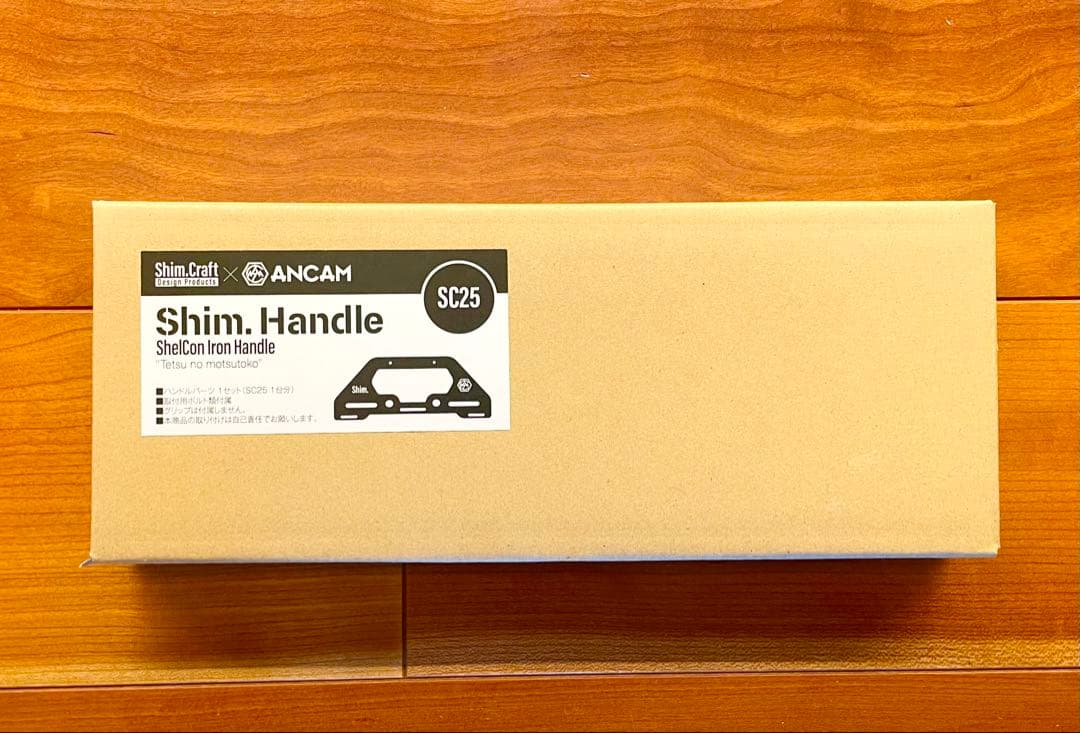 Shim.Craft
Design Products
× ANCAM
SC25
Shim. Handle
ShelCon Iron Handle
"Tetsu no motsutoko"
Shim.
■ハンドルパーツ 1セット(SC25 1台分)
■取付用ボルト類付属
■グリップは付属しません。
■本商品の取り付けは自己責任でお願いします。